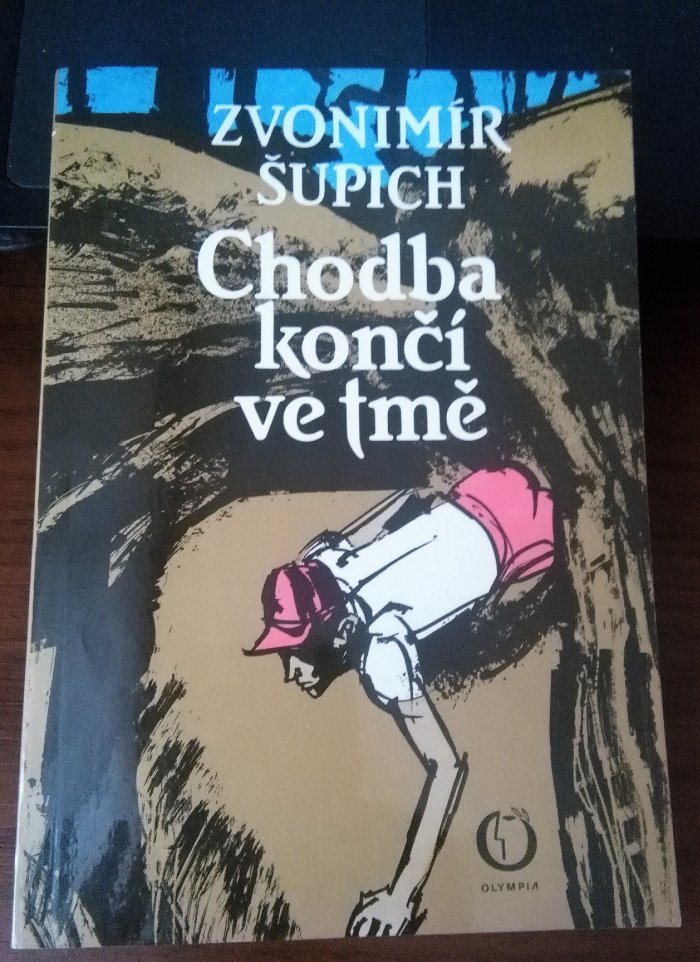 ZVONIMÍR
ŠUPICH
Chodba
končí
ve tmě
OLYMPIA